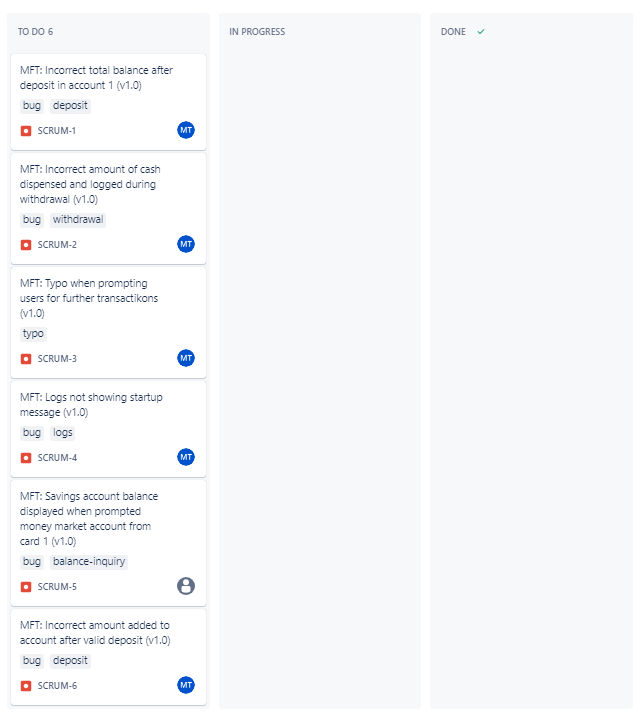 TO DO 6
MFT: Incorrect total balance after
deposit in account 1 (v1.0)
bug deposit
SCRUM-1 MT
MFT: Incorrect amount of cash
dispensed and logged during
withdrawal (v1.0)
bug withdrawal
SCRUM-2 MT
MFT: Typo when prompting
users for further transactikons
(v1.0)
typo
SCRUM-3 MT
MFT: Logs not showing startup
message (v1.0)
bug logs
SCRUM-4 MT
MFT: Savings account balance
displayed when prompted
money market account from
card 1 (v1.0)
bug balance-inquiry
SCRUM-5
MFT: Incorrect amount added to
account after valid deposit (v1.0)
bug deposit
SCRUM-6 MT
IN PROGRESS
DONE